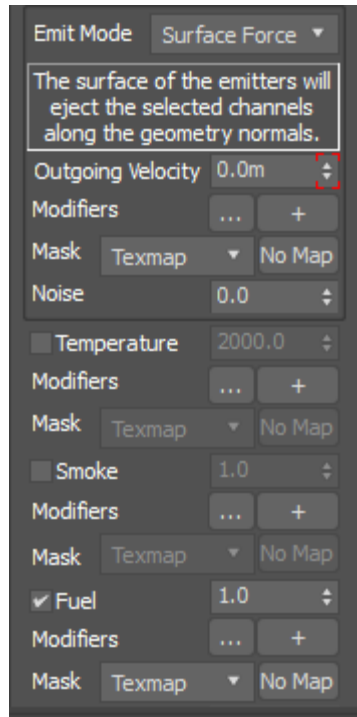 Emit Mode Surface Force
The surface of the emitters will
eject the selected channels
along the geometry normals.
Outgoing Velocity 0.0m
Modifiers ... +
Mask Texmap No Map
Noise 0.0
Temperature 2000.0
Modifiers ... +
Mask Texmap No Map
Smoke 1.0
Modifiers ... +
Mask Texmap No Map
Fuel 1.0
Modifiers ... +
Mask Texmap No Map